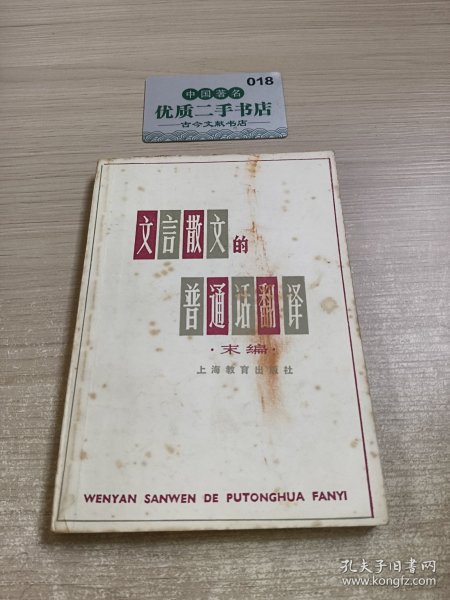 018
中国著名
优质二手书店
古今文献书店
文言散文的
普通话翻译
·末编·
上海教育出版社
WENYAN SANWEN DE PUTONGHUA FANYI
孔夫子旧书网
www.kongfz.com